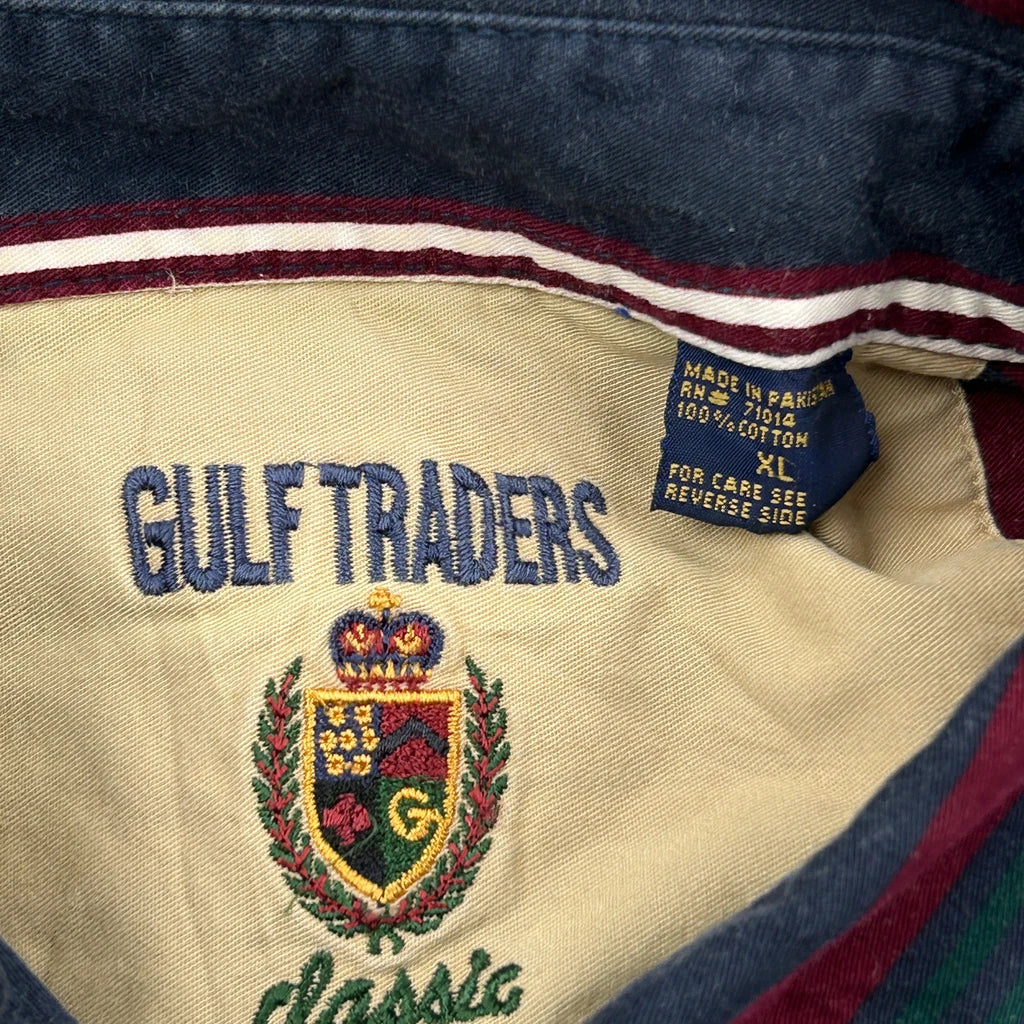 MADE IN PAKISTAN
RN# 71014
100% COTTON
XL
FOR CARE SEE
REVERSE SIDE
GULF TRADERS
G
classic